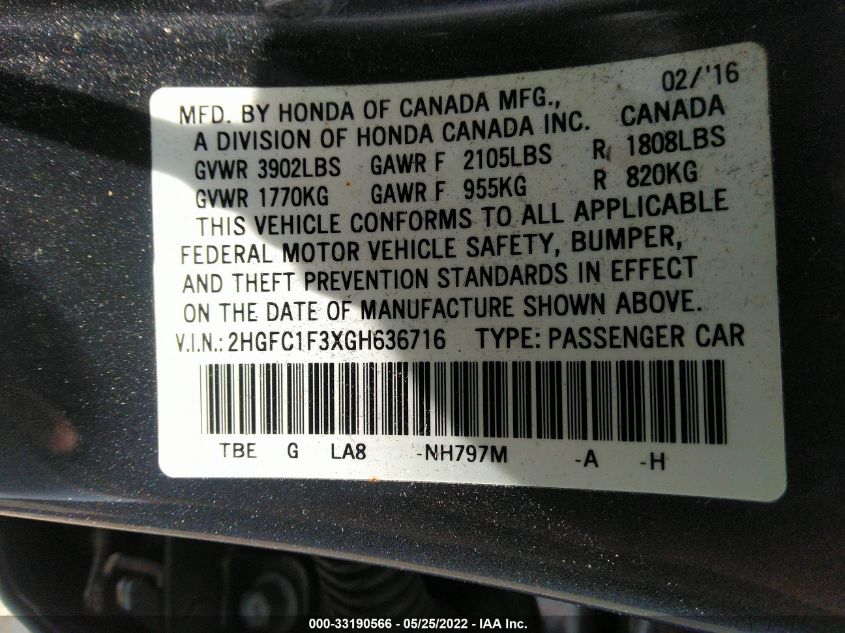 02/'16
MFD. BY HONDA OF CANADA MFG.,
A DIVISION OF HONDA CANADA INC. CANADA
GVWR 3902LBS GAWR F 2105LBS R 1808LBS
GVWR 1770KG GAWR F 955KG R 820KG
THIS VEHICLE CONFORMS TO ALL APPLICABLE
FEDERAL MOTOR VEHICLE SAFETY, BUMPER,
AND THEFT PREVENTION STANDARDS IN EFFECT
ON THE DATE OF MANUFACTURE SHOWN ABOVE.
V.I.N.: 2HGFC1F3XGH636716 TYPE: PASSENGER CAR
TBE G LA8 -NH797M -A -H
000-33190566 - 05/25/2022 - IAA Inc.